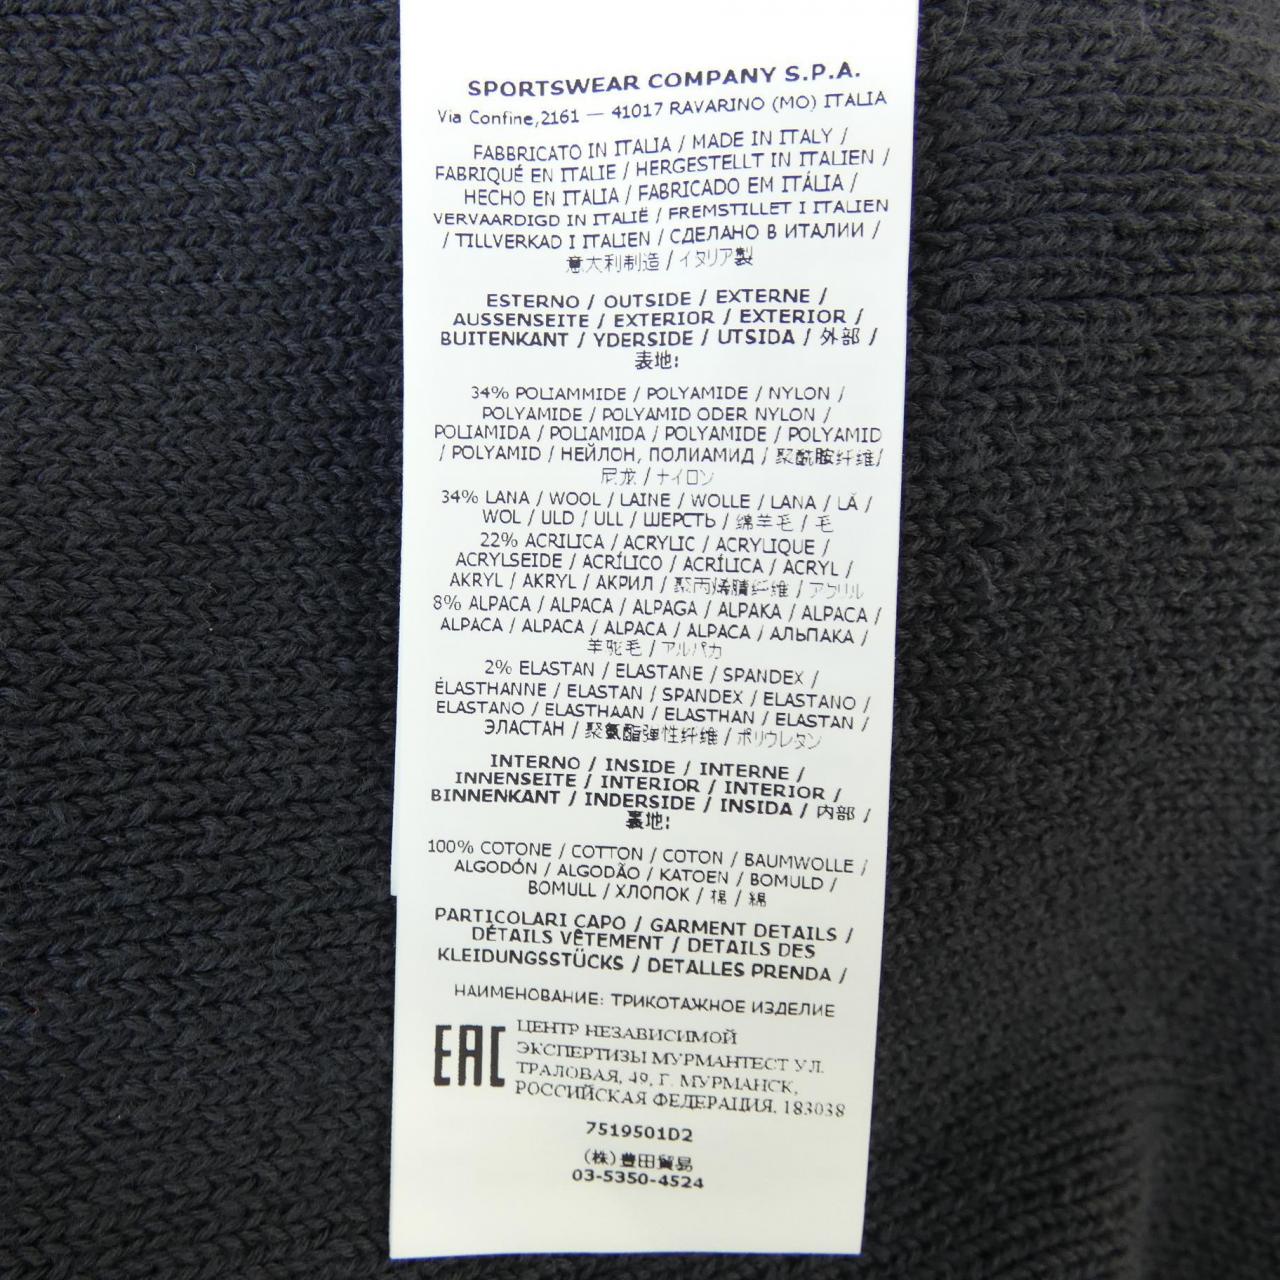 SPORTSWEAR COMPANY S.P.A.
Via Confine,2161 — 41017 RAVARINO (MO) ITALIA
FABBRICATO IN ITALIA / MADE IN ITALY /
FABRIQUÉ EN ITALIE / HERGESTELLT IN ITALIEN /
HECHO EN ITALIA / FABRICADO EM ITÁLIA /
VERVAARDIGD IN ITALIË / FREMSTILLET I ITALIEN
/ TILLVERKAD I ITALIEN / СДЕЛАНО В ИТАЛИИ /
意大利制造 / イタリア製
ESTERNO / OUTSIDE / EXTERNE /
AUSSENSEITE / EXTERIOR / EXTERIOR /
BUITENKANT / YDERSIDE / UTSIDA / 外部 /
表地:
34% POLIAMMIDE / POLYAMIDE / NYLON /
POLYAMIDE / POLYAMID ODER NYLON /
POLIAMIDA / POLIAMIDA / POLYAMIDE / POLYAMID
/ POLYAMID / НЕЙЛОН, ПОЛИАМИД / 聚酰胺纤维/
尼龙 / ナイロン
34% LANA / WOOL / LAINE / WOLLE / LANA / LÃ /
WOL / ULD / ULL / ШЕРСТЬ / 绵羊毛 / 毛
22% ACRILICA / ACRYLIC / ACRYLIQUE /
ACRYLSEIDE / ACRÍLICO / ACRÍLICA / ACRYL /
AKRYL / AKRYL / АКРИЛ / 聚丙烯腈纤维 / アクリル
8% ALPACA / ALPACA / ALPAGA / ALPAKA / ALPACA /
ALPACA / ALPACA / ALPACA / ALPACA / АЛЬПАКА /
羊驼毛 / アルパカ
2% ELASTAN / ELASTANE / SPANDEX /
ÉLASTHANNE / ELASTAN / SPANDEX / ELASTANO /
ELASTANO / ELASTHAAN / ELASTHAN / ELASTAN /
ЭЛАСТАН / 聚氨酯弹性纤维 / ポリウレタン
INTERNO / INSIDE / INTERNE /
INNENSEITE / INTERIOR / INTERIOR /
BINNENKANT / INDERSIDE / INSIDA / 内部 /
裏地:
100% COTONE / COTTON / COTON / BAUMWOLLE /
ALGODÓN / ALGODÃO / KATOEN / BOMULD /
BOMULL / ХЛОПОК / 棉 / 綿
PARTICOLARI CAPO / GARMENT DETAILS /
DÉTAILS VÊTEMENT / DETAILS DES
KLEIDUNGSSTÜCKS / DETALLES PRENDA /
НАИМЕНОВАНИЕ: ТРИКОТАЖНОЕ ИЗДЕЛИЕ
EAC
ЦЕНТР НЕЗАВИСИМОЙ
ЭКСПЕРТИЗЫ МУРМАНТЕСТ УЛ.
ТРАЛОВАЯ, 49, Г. МУРМАНСК,
РОССИЙСКАЯ ФЕДЕРАЦИЯ. 183038
7519501D2
(株)豊田貿易
03-5350-4524